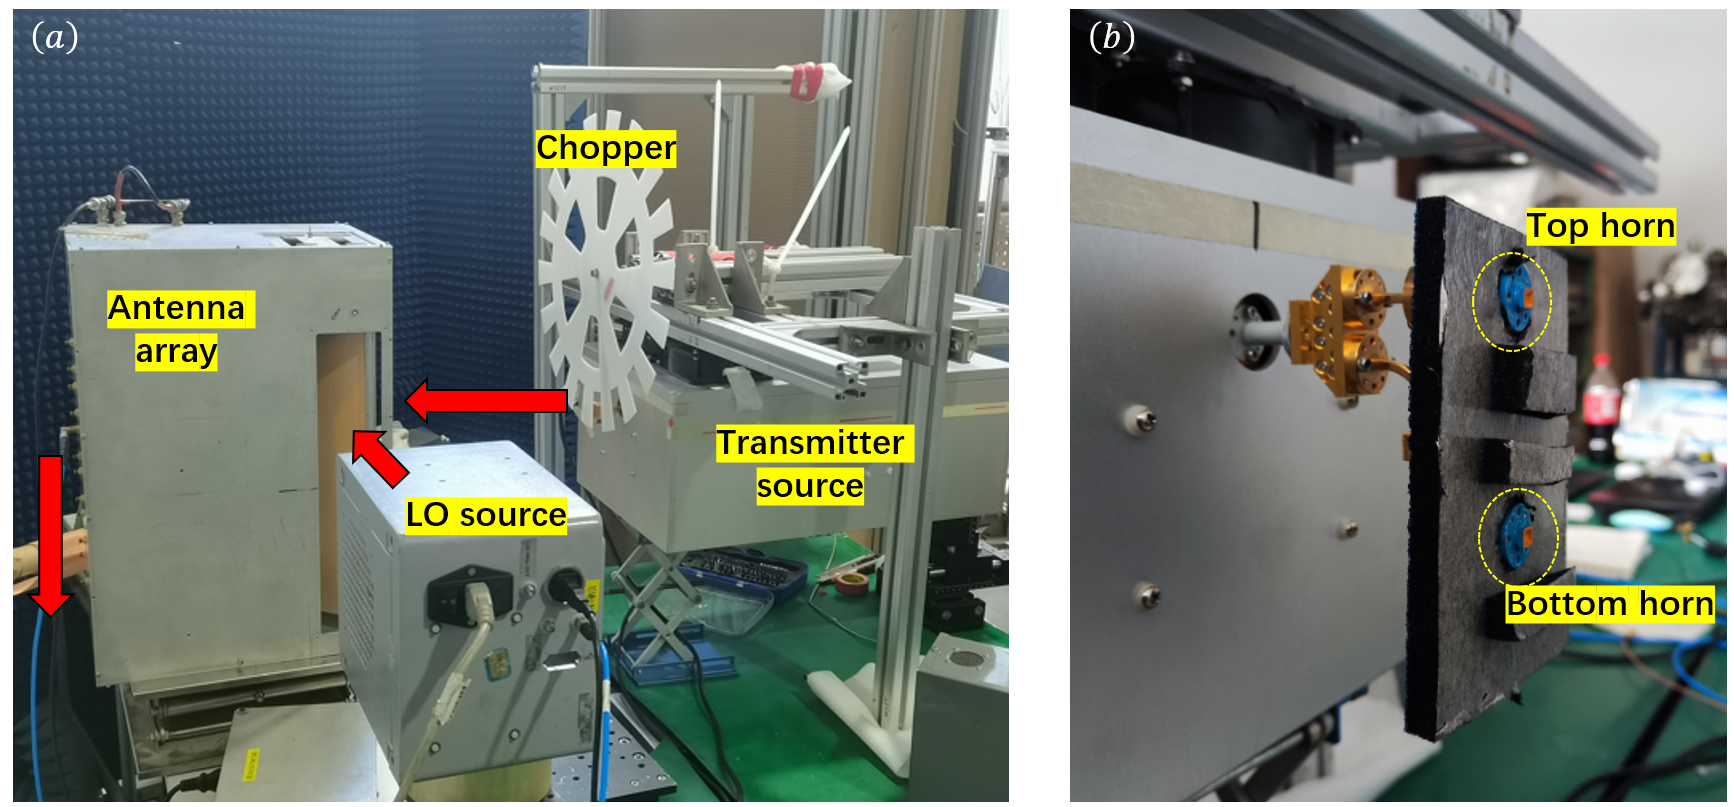 (a)
Chopper
Antenna
array
Transmitter
source
LO source
(b)
Top horn
Bottom horn